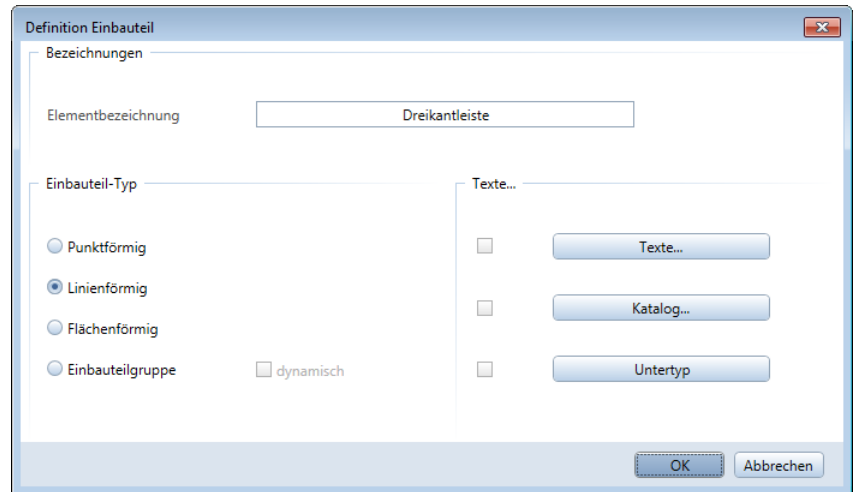 Definition Einbauteil
Bezeichnungen
Elementbezeichnung Dreikantleiste
Einbauteil-Typ Texte...
Punktförmig Texte...
Linienförmig
Katalog...
Flächenförmig
Einbauteilgruppe dynamisch Untertyp
OK Abbrechen